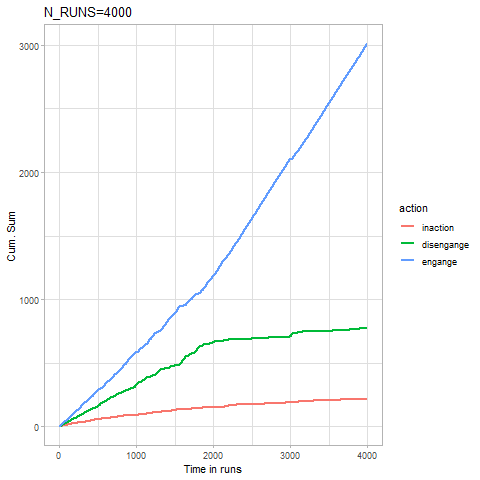 N_RUNS=4000
3000
2000
1000
0
Cum. Sum
0 1000 2000 3000 4000
Time in runs
action
inaction
disengange
engange